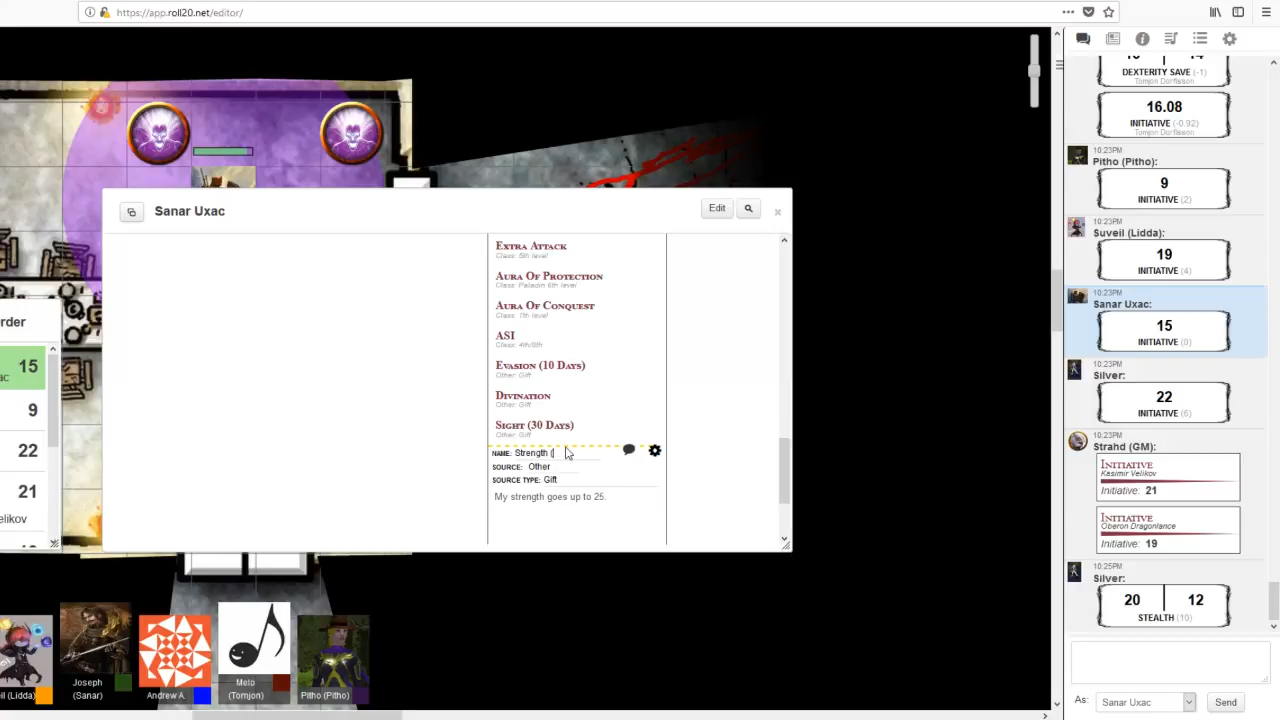 https://app.roll20.net/editor/
Sanar Uxac
Edit
Extra Attack
Class: 5th level
Aura Of Protection
Class: Paladin 6th level
Aura Of Conquest
Class: 7th level
ASI
Class: 4th/8th
Evasion (10 Days)
Other: Gift
Divination
Other: Gift
Sight (30 Days)
Other: Gift
NAME: Strength (
SOURCE: Other
SOURCE TYPE: Gift
My strength goes up to 25.
rder
15
ac
9
22
21
elikov
eil (Lidda)
Joseph
(Sanar)
Andrew A.
Melo
(Tomjon)
Pitho (Pitho)
DEXTERITY SAVE (-1)
Tomjon Dorfisson
16.08
INITIATIVE (-0.92)
Tomjon Dorfisson
10:23PM
Pitho (Pitho):
9
INITIATIVE (2)
10:23PM
Suveil (Lidda):
19
INITIATIVE (4)
10:23PM
Sanar Uxac:
15
INITIATIVE (0)
10:23PM
Silver:
22
INITIATIVE (6)
10:23PM
Strahd (GM):
Initiative
Kasimir Velikov
Initiative: 21
Initiative
Oberon Dragonlance
Initiative: 19
10:25PM
Silver:
20 12
STEALTH (10)
As: Sanar Uxac Send